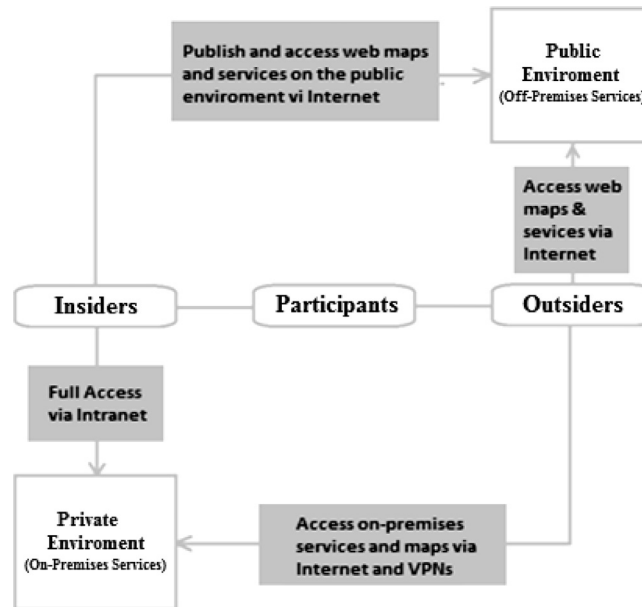 Publish and access web maps
and services on the public
enviroment vi Internet
Public
Enviroment
(Off-Premises Services)
Access web
maps &
sevices via
Internet
Insiders
Participants
Outsiders
Full Access
via Intranet
Private
Enviroment
(On-Premises Services)
Access on-premises
services and maps via
Internet and VPNs